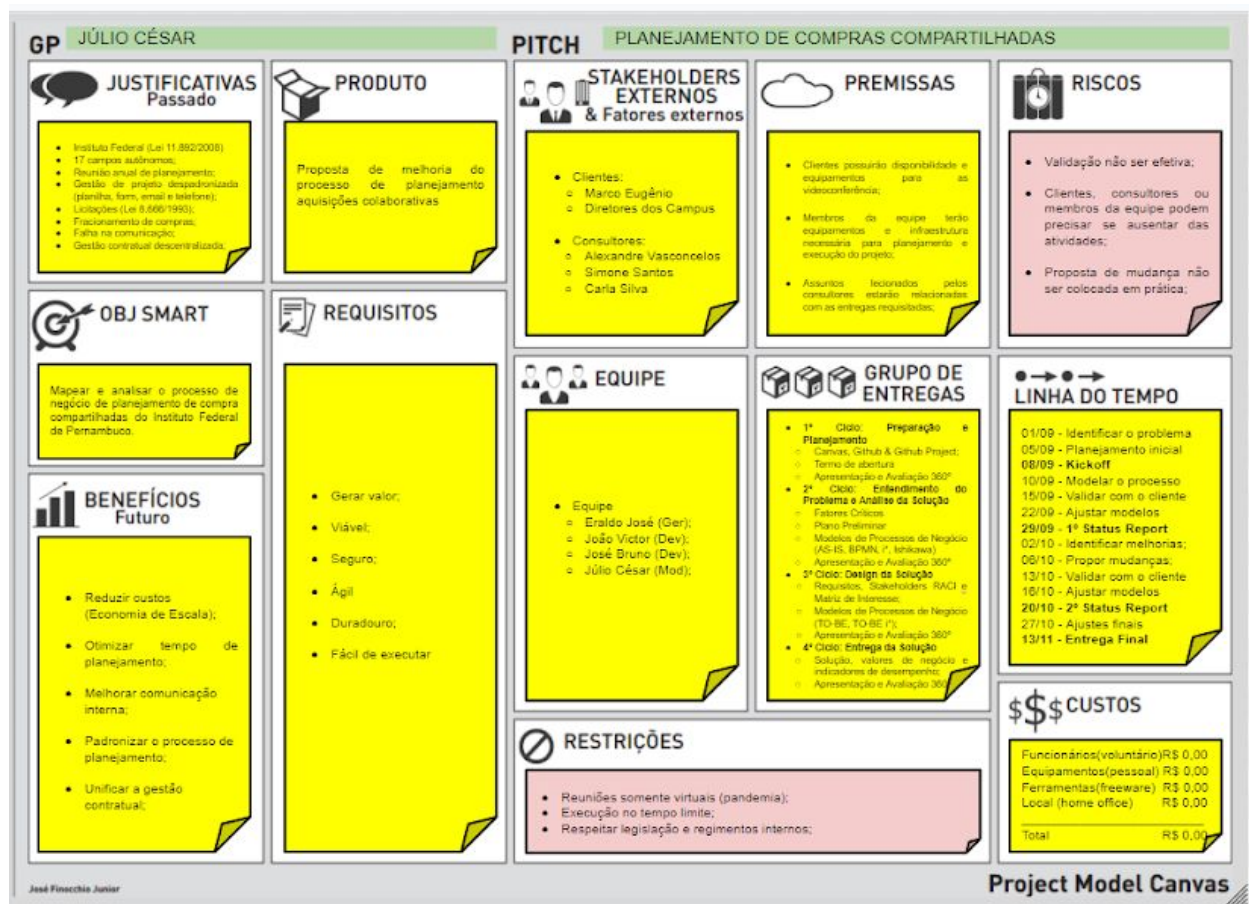 GP JÚLIO CÉSAR
PITCH PLANEJAMENTO DE COMPRAS COMPARTILHADAS
JUSTIFICATIVAS
Passado
• Instituto Federal (Lei 11.892/2008)
• 17 campos autônomos;
• Reunião anual de planejamento;
• Gestão de projeto despadronizada
(planilha, form, email e telefone);
• Licitações (Lei 8.666/1993);
• Fracionamento de compras;
• Falha na comunicação;
• Gestão contratual descentralizada;
PRODUTO
Proposta de melhoria do
processo de planejamento
aquisições colaborativas
STAKEHOLDERS
EXTERNOS
& Fatores externos
• Clientes:
○ Marco Eugênio
○ Diretores dos Campus
• Consultores:
○ Alexandre Vasconcelos
○ Simone Santos
○ Carla Silva
PREMISSAS
• Clientes possuirão disponibilidade e
equipamentos para as
videoconferência;
• Membros da equipe terão
equipamentos e infraestrutura
necessária para planejamento e
execução do projeto;
• Assuntos lecionados pelos
consultores estarão relacionadas
com as entregas requisitadas;
RISCOS
• Validação não ser efetiva;
• Clientes, consultores ou
membros da equipe podem
precisar se ausentar das
atividades;
• Proposta de mudança não
ser colocada em prática;
OBJ SMART
Mapear e analisar o processo de
negócio de planejamento de compra
compartilhadas do Instituto Federal
de Pernambuco.
REQUISITOS
• Gerar valor;
• Viável;
• Seguro;
• Ágil
• Duradouro;
• Fácil de executar
EQUIPE
• Equipe
○ Eraldo José (Ger);
○ João Victor (Dev);
○ José Bruno (Dev);
○ Júlio César (Mod);
GRUPO DE
ENTREGAS
• 1º Ciclo: Preparação e
Planejamento
○ Canvas, Github & Github Project;
○ Termo de abertura
○ Apresentação e Avaliação 360º
• 2º Ciclo: Entendimento do
Problema e Análise da Solução
○ Fatores Críticos
○ Plano Preliminar
○ Modelos de Processos de Negócio
(AS-IS, BPMN, i*, Ishikawa)
○ Apresentação e Avaliação 360º
• 3º Ciclo: Design da Solução
○ Requisitos, Stakeholders RACI e
Matriz de Interesse;
○ Modelos de Processos de Negócio
(TO-BE, TO-BE i*);
○ Apresentação e Avaliação 360º
• 4º Ciclo: Entrega da Solução
○ Solução, valores de negócio e
indicadores de desempenho;
○ Apresentação e Avaliação 360
LINHA DO TEMPO
01/09 - Identificar o problema
05/09 - Planejamento inicial
08/09 - Kickoff
10/09 - Modelar o processo
15/09 - Validar com o cliente
22/09 - Ajustar modelos
29/09 - 1º Status Report
02/10 - Identificar melhorias;
06/10 - Propor mudanças;
13/10 - Validar com o cliente
16/10 - Ajustar modelos
20/10 - 2º Status Report
27/10 - Ajustes finais
13/11 - Entrega Final
BENEFÍCIOS
Futuro
• Reduzir custos
(Economia de Escala);
• Otimizar tempo de
planejamento;
• Melhorar comunicação
interna;
• Padronizar o processo de
planejamento;
• Unificar a gestão
contratual;
RESTRIÇÕES
• Reuniões somente virtuais (pandemia);
• Execução no tempo limite;
• Respeitar legislação e regimentos internos;
$$$ CUSTOS
Funcionários(voluntário)R$ 0,00
Equipamentos(pessoal) R$ 0,00
Ferramentas(freeware) R$ 0,00
Local (home office) R$ 0,00
Total R$ 0,00
José Finocchio Junior
Project Model Canvas